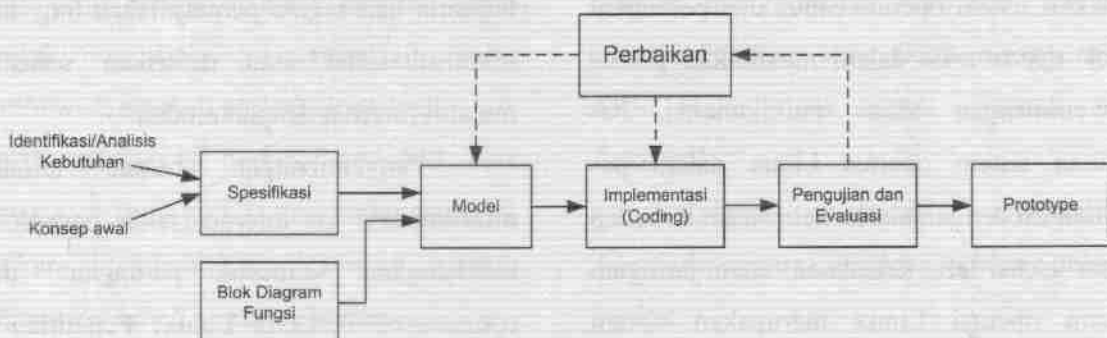 Perbaikan
Identifikasi/Analisis
Kebutuhan
Konsep awal
Spesifikasi
Blok Diagram
Fungsi
Model
Implementasi
(Coding)
Pengujian dan
Evaluasi
Prototype